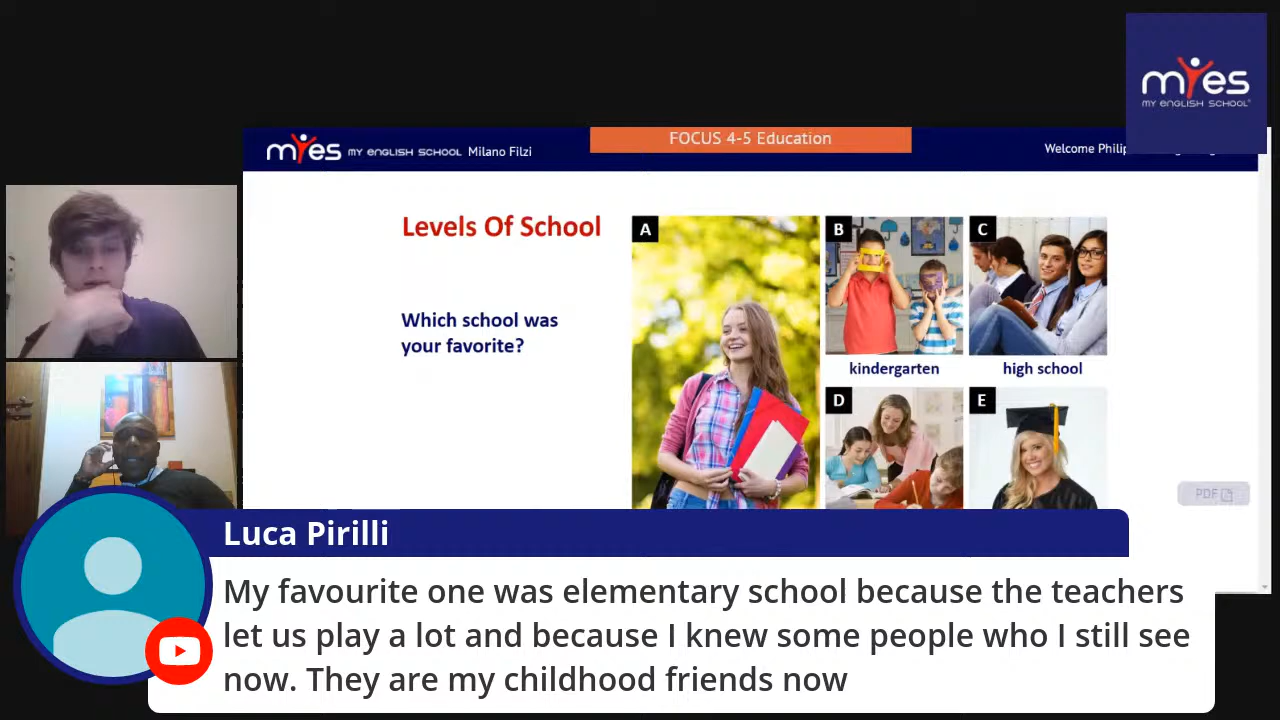 myes
MY ENGLISH SCHOOL®
myes MY ENGLISH SCHOOL Milano Filzi
FOCUS 4-5 Education
Welcome Philip
Levels Of School
Which school was
your favorite?
A
B
C
kindergarten
high school
D
E
PDF
Luca Pirilli
My favourite one was elementary school because the teachers
let us play a lot and because I knew some people who I still see
now. They are my childhood friends now